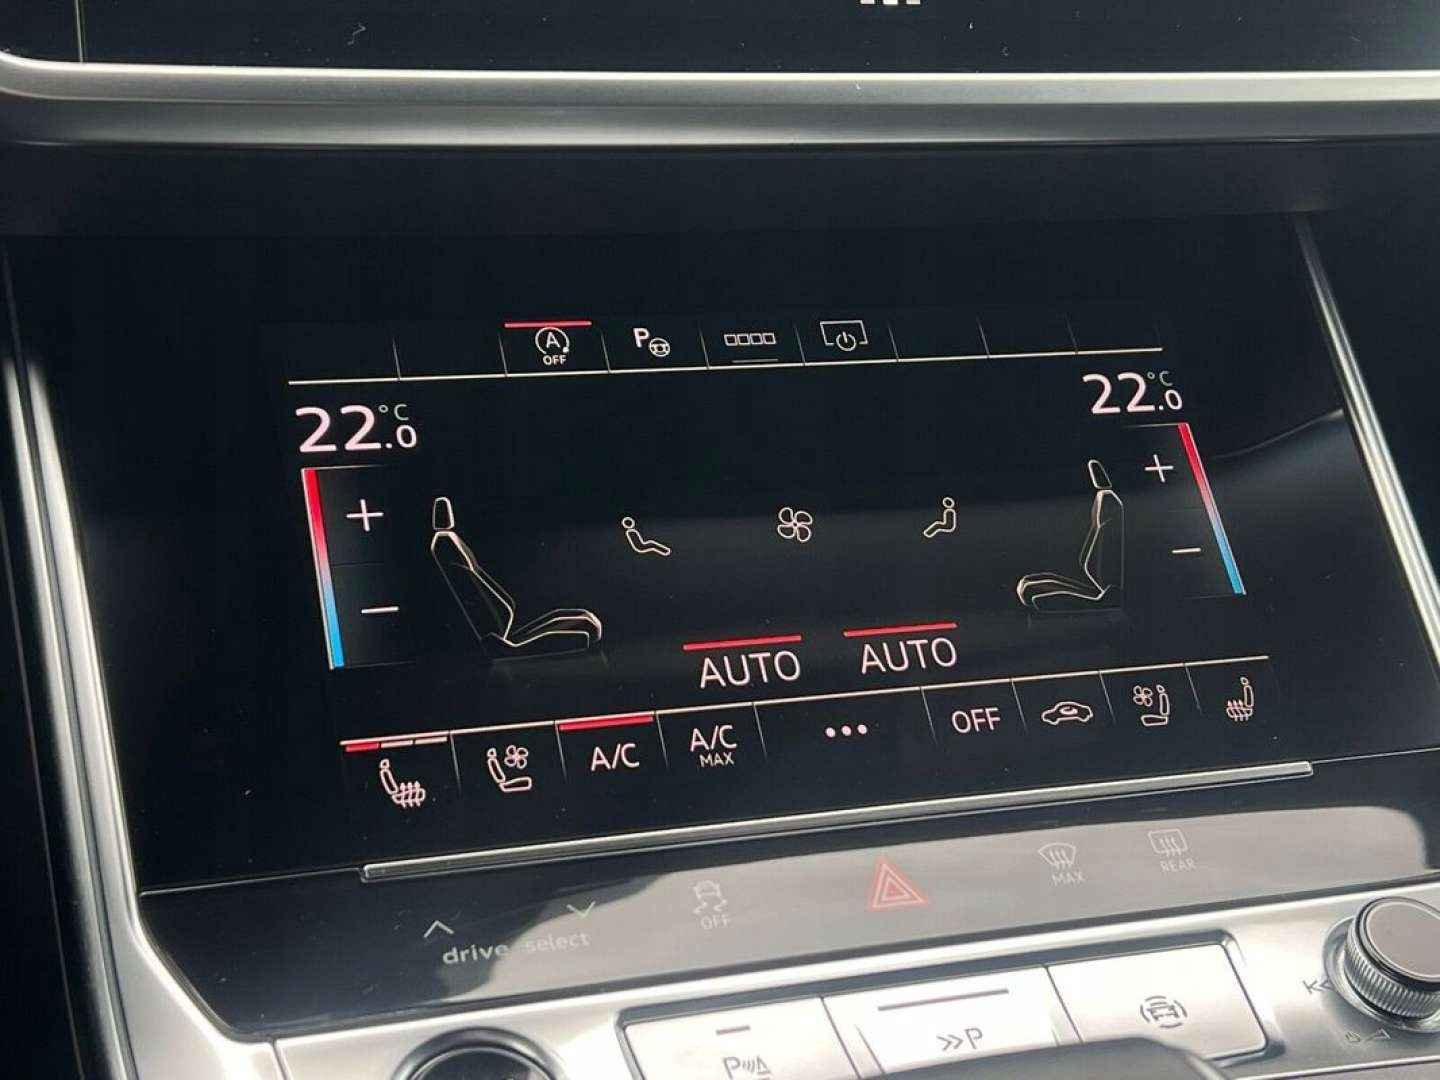 A
OFF
P
22.0 °C
22.0 °C
+
+
−
−
AUTO AUTO
A/C
A/C
MAX
•••
OFF
MAX
REAR
OFF
drive select
P
>>P